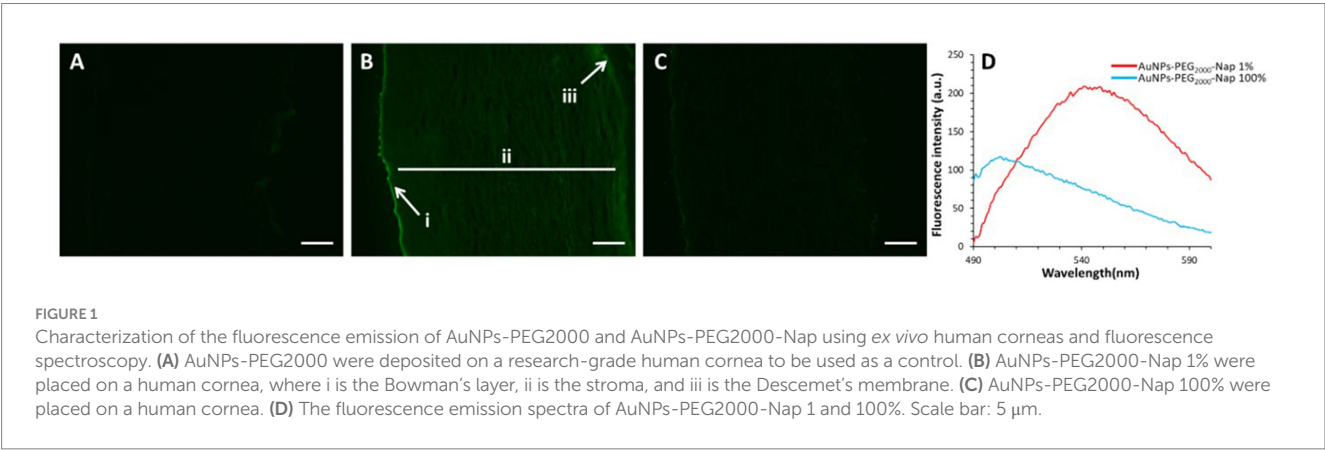 A
B
iii
ii
i
C
D
AuNPs-PEG2000-Nap 1%
AuNPs-PEG2000-Nap 100%
Fluorescence intensity (a.u.)
250
200
150
100
50
0
490
540
590
Wavelength(nm)
FIGURE 1
Characterization of the fluorescence emission of AuNPs-PEG2000 and AuNPs-PEG2000-Nap using ex vivo human corneas and fluorescence
spectroscopy. (A) AuNPs-PEG2000 were deposited on a research-grade human cornea to be used as a control. (B) AuNPs-PEG2000-Nap 1% were
placed on a human cornea, where i is the Bowman’s layer, ii is the stroma, and iii is the Descemet’s membrane. (C) AuNPs-PEG2000-Nap 100% were
placed on a human cornea. (D) The fluorescence emission spectra of AuNPs-PEG2000-Nap 1 and 100%. Scale bar: 5 μm.